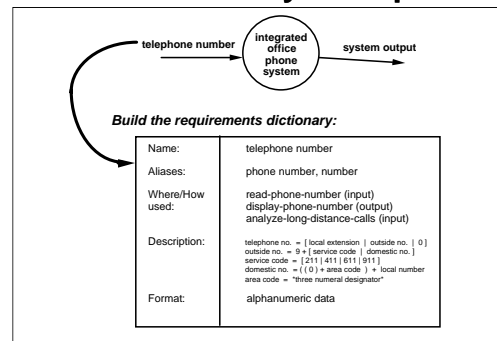 telephone number
integrated
office
phone
system
system output
Build the requirements dictionary:
Name: telephone number
Aliases: phone number, number
Where/How used: read-phone-number (input)
display-phone-number (output)
analyze-long-distance-calls (input)
Description: telephone no. = [ local extension | outside no. | 0 ]
outside no. = 9 + [ service code | domestic no. ]
service code = [ 211 | 411 | 611 | 911 ]
domestic no. = ( ( 0 ) + area code ) + local number
area code = "three numeral designator"
Format: alphanumeric data